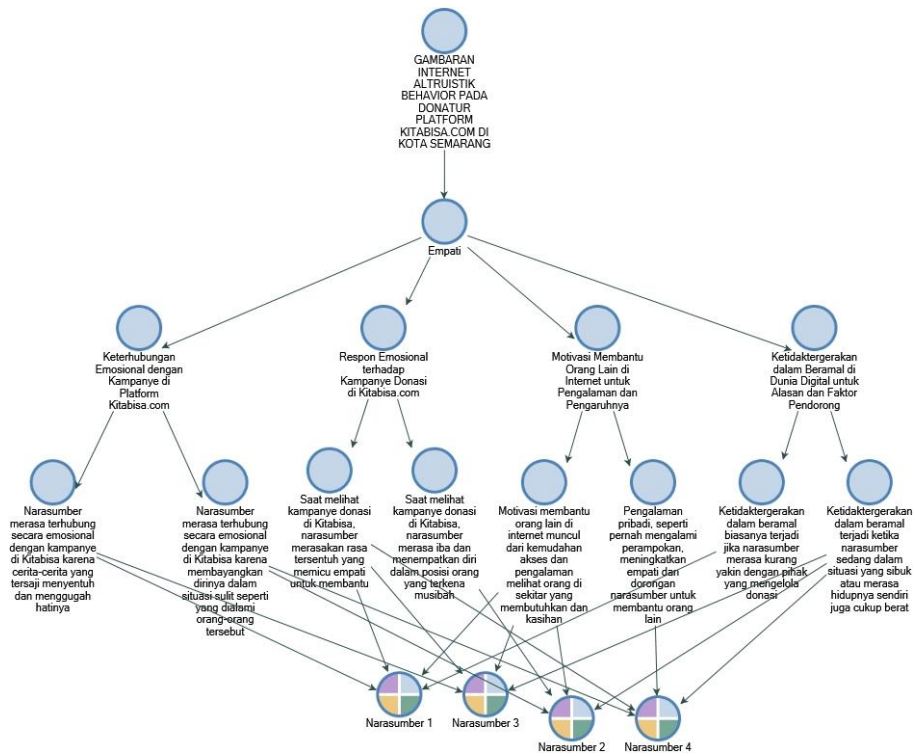 GAMBARAN
INTERNET
ALTRUISTIK
BEHAVIOR PADA
DONATUR
PLATFORM
KITABISA.COM DI
KOTA SEMARANG
Empati
Keterhubungan
Emosional dengan
Kampanye di
Platform
Kitabisa.com
Respon Emosional
terhadap
Kampanye Donasi
di Kitabisa.com
Motivasi Membantu
Orang Lain di
Internet untuk
Pengalaman dan
Pengaruhnya
Ketidaktergerakan
dalam Beramal di
Dunia Digital untuk
Alasan dan Faktor
Pendorong
Narasumber
merasa terhubung
secara emosional
dengan kampanye
di Kitabisa karena
cerita-cerita yang
tersaji menyentuh
dan menggugah
hatinya
Narasumber
merasa terhubung
secara emosional
dengan kampanye
di Kitabisa karena
membayangkan
dirinya dalam
situasi sulit seperti
yang dialami
orang-orang
tersebut
Saat melihat
kampanye donasi
di Kitabisa,
narasumber
merasakan rasa
tersentuh yang
memicu empati
untuk membantu
Saat melihat
kampanye donasi
di Kitabisa,
narasumber
merasa iba dan
menempatkan diri
dalam posisi orang
yang terkena
musibah
Motivasi membantu
orang lain di
internet muncul
dari kemudahan
akses dan
pengalaman
melihat orang di
sekitar yang
membutuhkan dan
kasihan
Pengalaman
pribadi, seperti
pernah mengalami
perampokan,
meningkatkan
empati dan
dorongan
narasumber untuk
membantu orang
lain
Ketidaktergerakan
dalam beramal
biasanya terjadi
jika narasumber
merasa kurang
yakin dengan pihak
yang mengelola
donasi
Ketidaktergerakan
dalam beramal
terjadi ketika
narasumber
sedang dalam
situasi yang sibuk
atau merasa
hidupnya sendiri
juga cukup berat
Narasumber 1
Narasumber 3
Narasumber 2
Narasumber 4